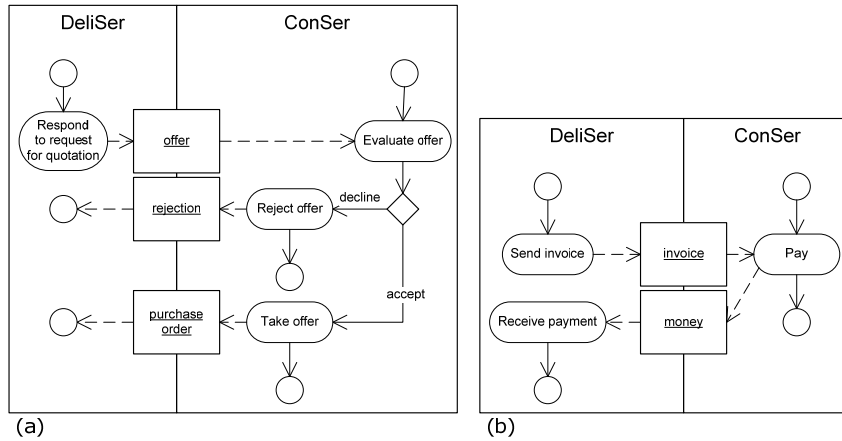 DeliSer
ConSer
Respond
to request
for quotation
offer
Evaluate offer
decline
rejection
Reject offer
accept
purchase
order
Take offer
(a)
DeliSer
ConSer
Send invoice
invoice
Pay
Receive payment
money
(b)